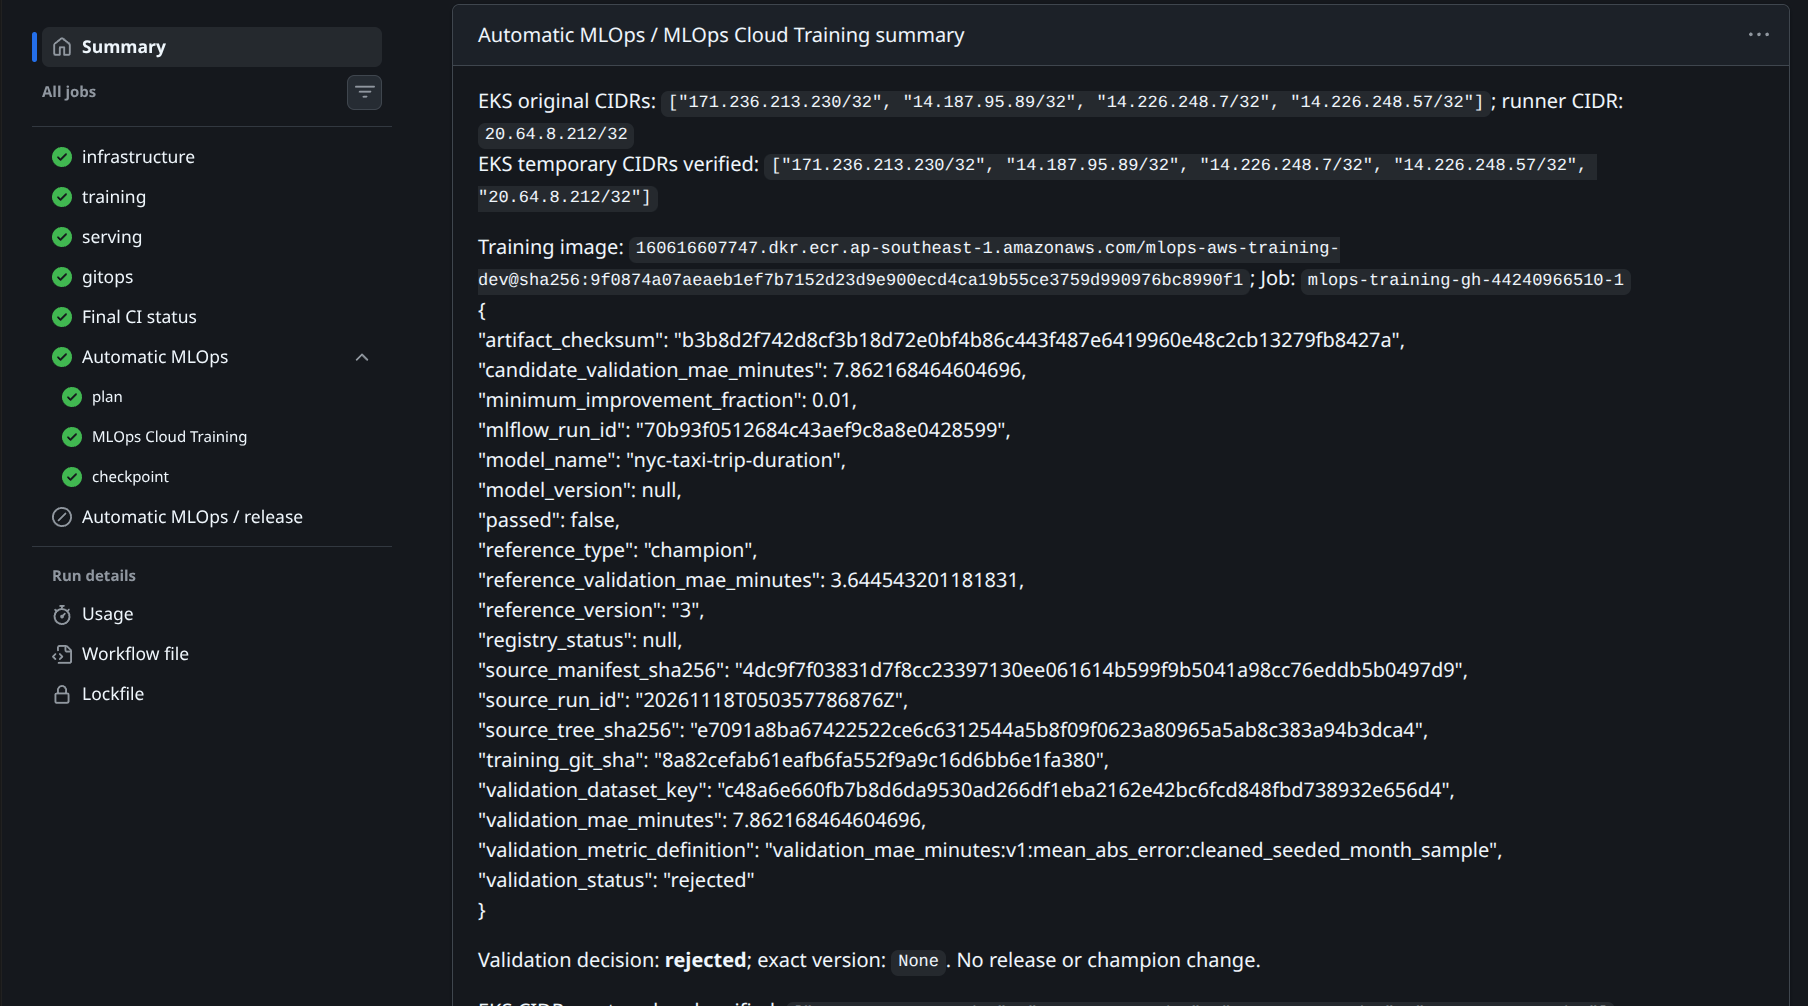 Summary
All jobs
infrastructure
training
serving
gitops
Final CI status
Automatic MLOps
plan
MLOps Cloud Training
checkpoint
Automatic MLOps / release
Run details
Usage
Workflow file
Lockfile
Automatic MLOps / MLOps Cloud Training summary
EKS original CIDRs: ["171.236.213.230/32", "14.187.95.89/32", "14.226.248.7/32", "14.226.248.57/32"]; runner CIDR:
20.64.8.212/32
EKS temporary CIDRs verified: ["171.236.213.230/32", "14.187.95.89/32", "14.226.248.7/32", "14.226.248.57/32",
"20.64.8.212/32"]
Training image: 160616607747.dkr.ecr.ap-southeast-1.amazonaws.com/mlops-aws-training-
dev@sha256:9f0874a07aeaeb1ef7b7152d23d9e900ecd4ca19b55ce3759d990976bc8990f1; Job: mlops-training-gh-44240966510-1
{
"artifact_checksum": "b3b8d2f742d8cf3b18d72e0bf4b86c443f487e6419960e48c2cb13279fb8427a",
"candidate_validation_mae_minutes": 7.862168464604696,
"minimum_improvement_fraction": 0.01,
"mlflow_run_id": "70b93f0512684c43aef9c8a8e0428599",
"model_name": "nyc-taxi-trip-duration",
"model_version": null,
"passed": false,
"reference_type": "champion",
"reference_validation_mae_minutes": 3.644543201181831,
"reference_version": "3",
"registry_status": null,
"source_manifest_sha256": "4dc9f7f03831d7f8cc23397130ee061614b599f9b5041a98cc76eddb5b0497d9",
"source_run_id": "20261118T050357786876Z",
"source_tree_sha256": "e7091a8ba67422522ce6c6312544a5b8f09f0623a80965a5ab8c383a94b3dca4",
"training_git_sha": "8a82cefab61eafb6fa552f9a9c16d6bb6e1fa380",
"validation_dataset_key": "c48a6e660fb7b8d6da9530ad266df1eba2162e42bc6fcd848fbd738932e656d4",
"validation_mae_minutes": 7.862168464604696,
"validation_metric_definition": "validation_mae_minutes:v1:mean_abs_error:cleaned_seeded_month_sample",
"validation_status": "rejected"
}
Validation decision: rejected; exact version: None. No release or champion change.